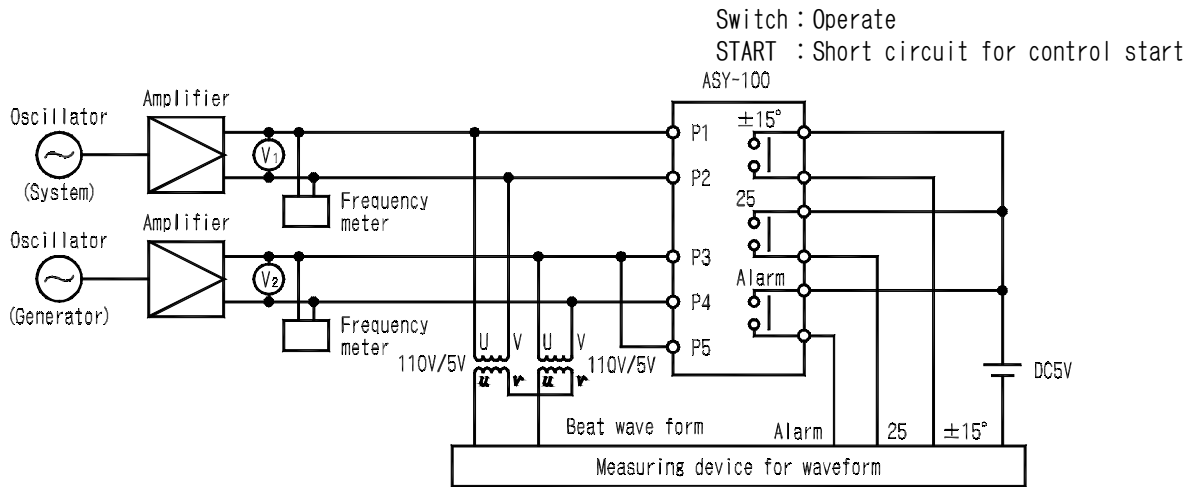 Switch：Operate
START ：Short circuit for control start
ASY-100
Amplifier
Oscillator
(System)
V1
Frequency
meter
P1
P2
±15°
25
Amplifier
Oscillator
(Generator)
V2
Frequency
meter
P3
P4
P5
Alarm
U V
U V
110V/5V
110V/5V
u v
u v
DC5V
Beat wave form
Alarm
25
±15°
Measuring device for waveform